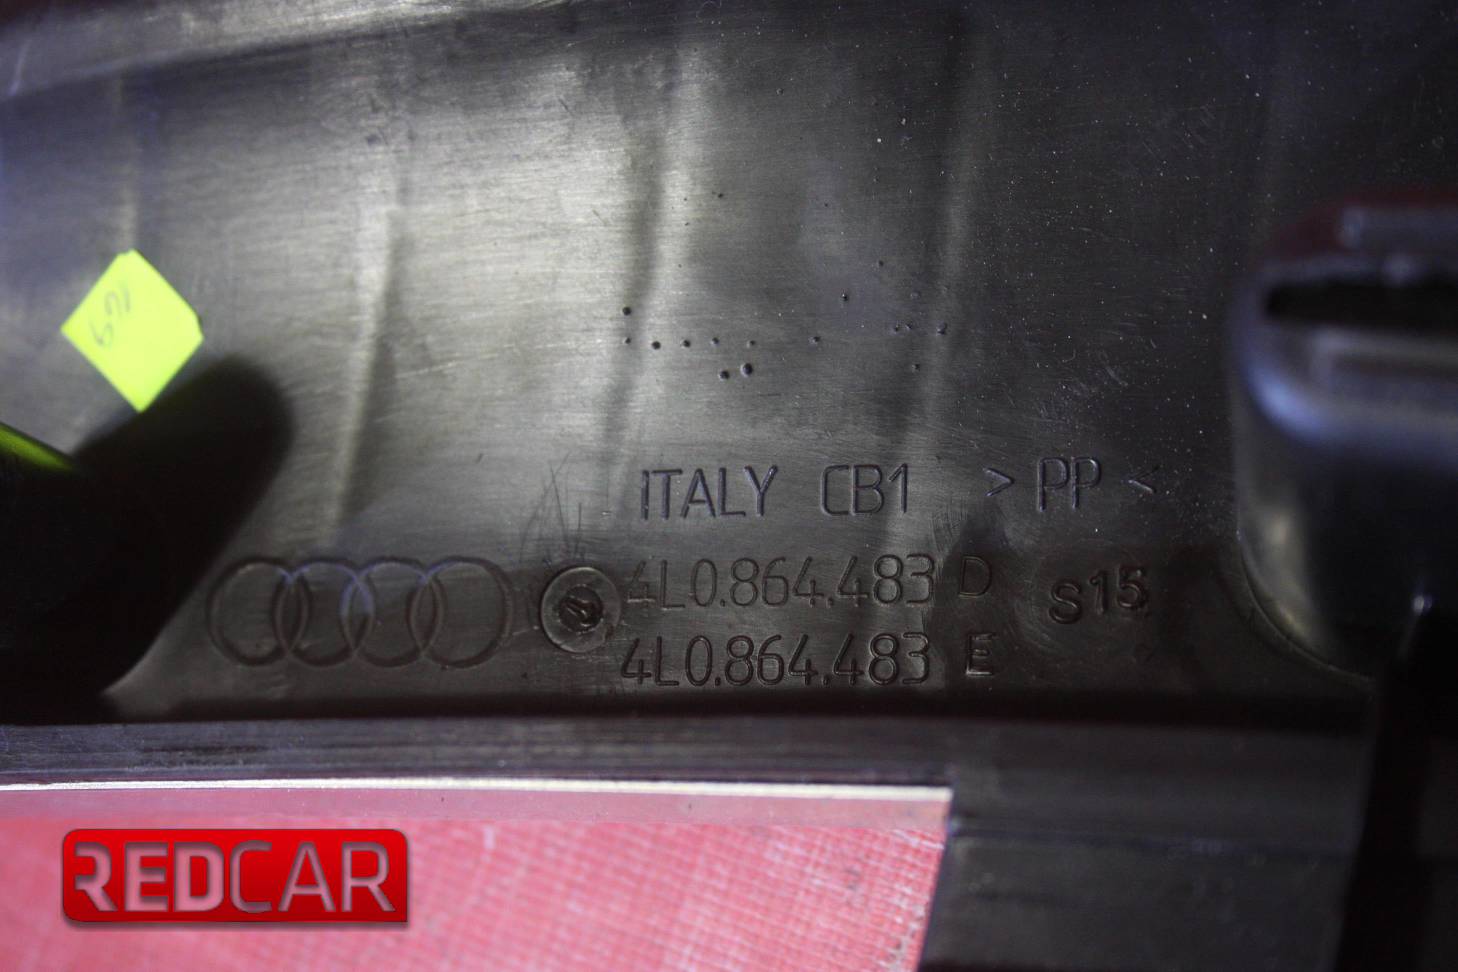 ITALY CB1 > PP <
4L0.864.483 D S15
4L0.864.483 E
REDCAR